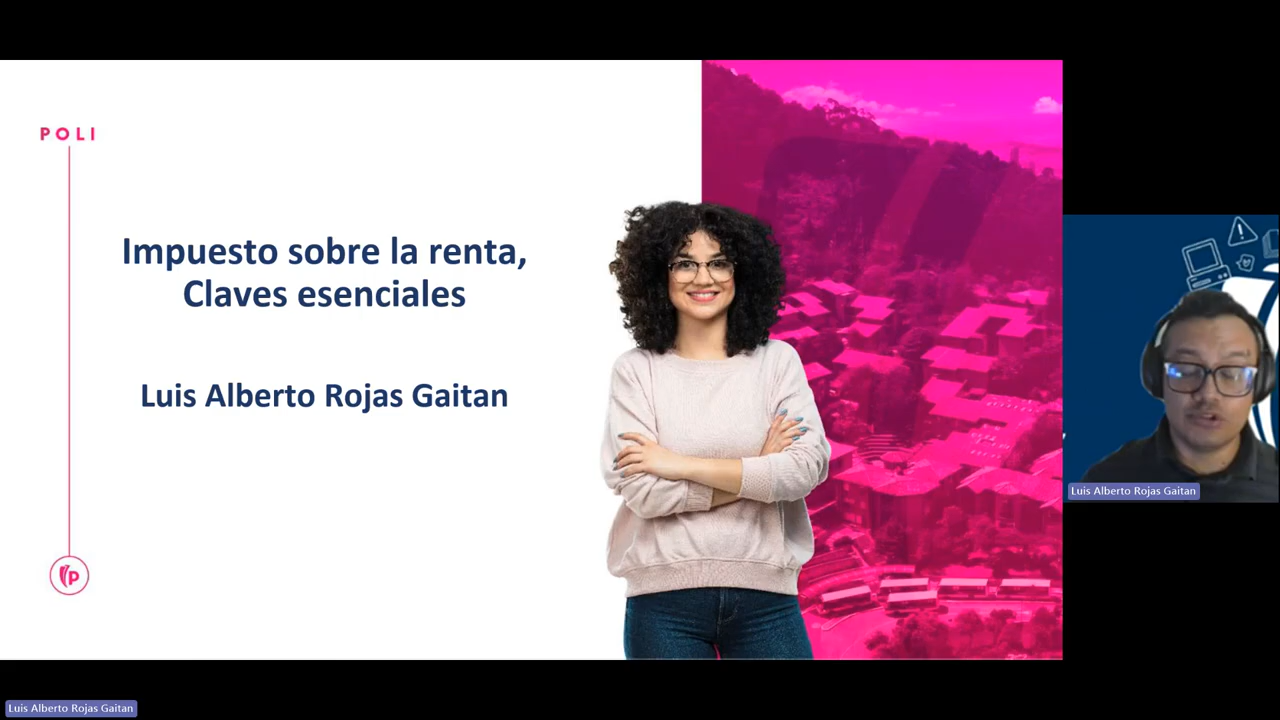 POLI
Impuesto sobre la renta,
Claves esenciales
Luis Alberto Rojas Gaitan
Luis Alberto Rojas Gaitan
Luis Alberto Rojas Gaitan